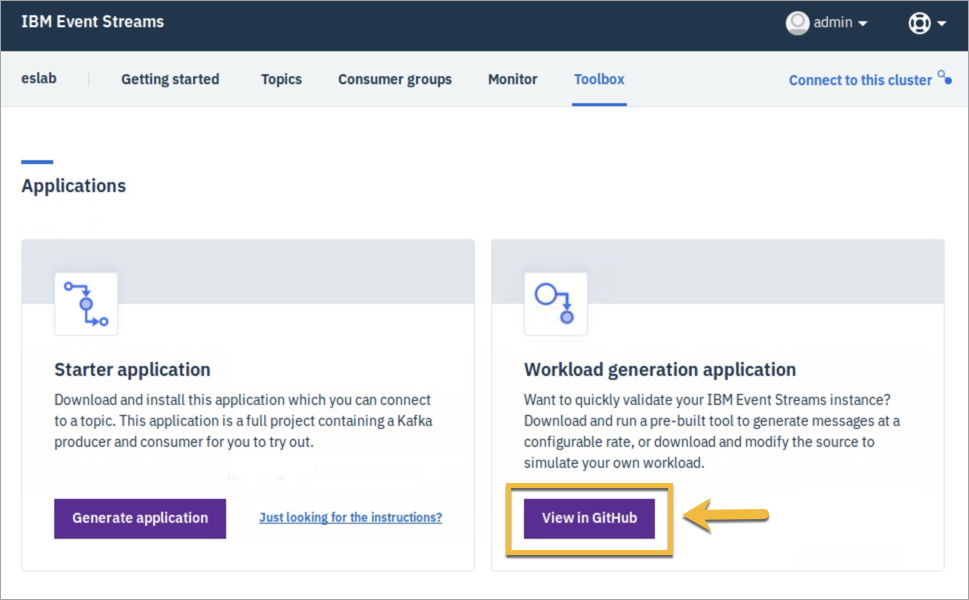 IBM Event Streams
admin
eslab
Getting started
Topics
Consumer groups
Monitor
Toolbox
Connect to this cluster
Applications
Starter application
Download and install this application which you can connect
to a topic. This application is a full project containing a Kafka
producer and consumer for you to try out.
Generate application
Just looking for the instructions?
Workload generation application
Want to quickly validate your IBM Event Streams instance?
Download and run a pre-built tool to generate messages at a
configurable rate, or download and modify the source to
simulate your own workload.
View in GitHub